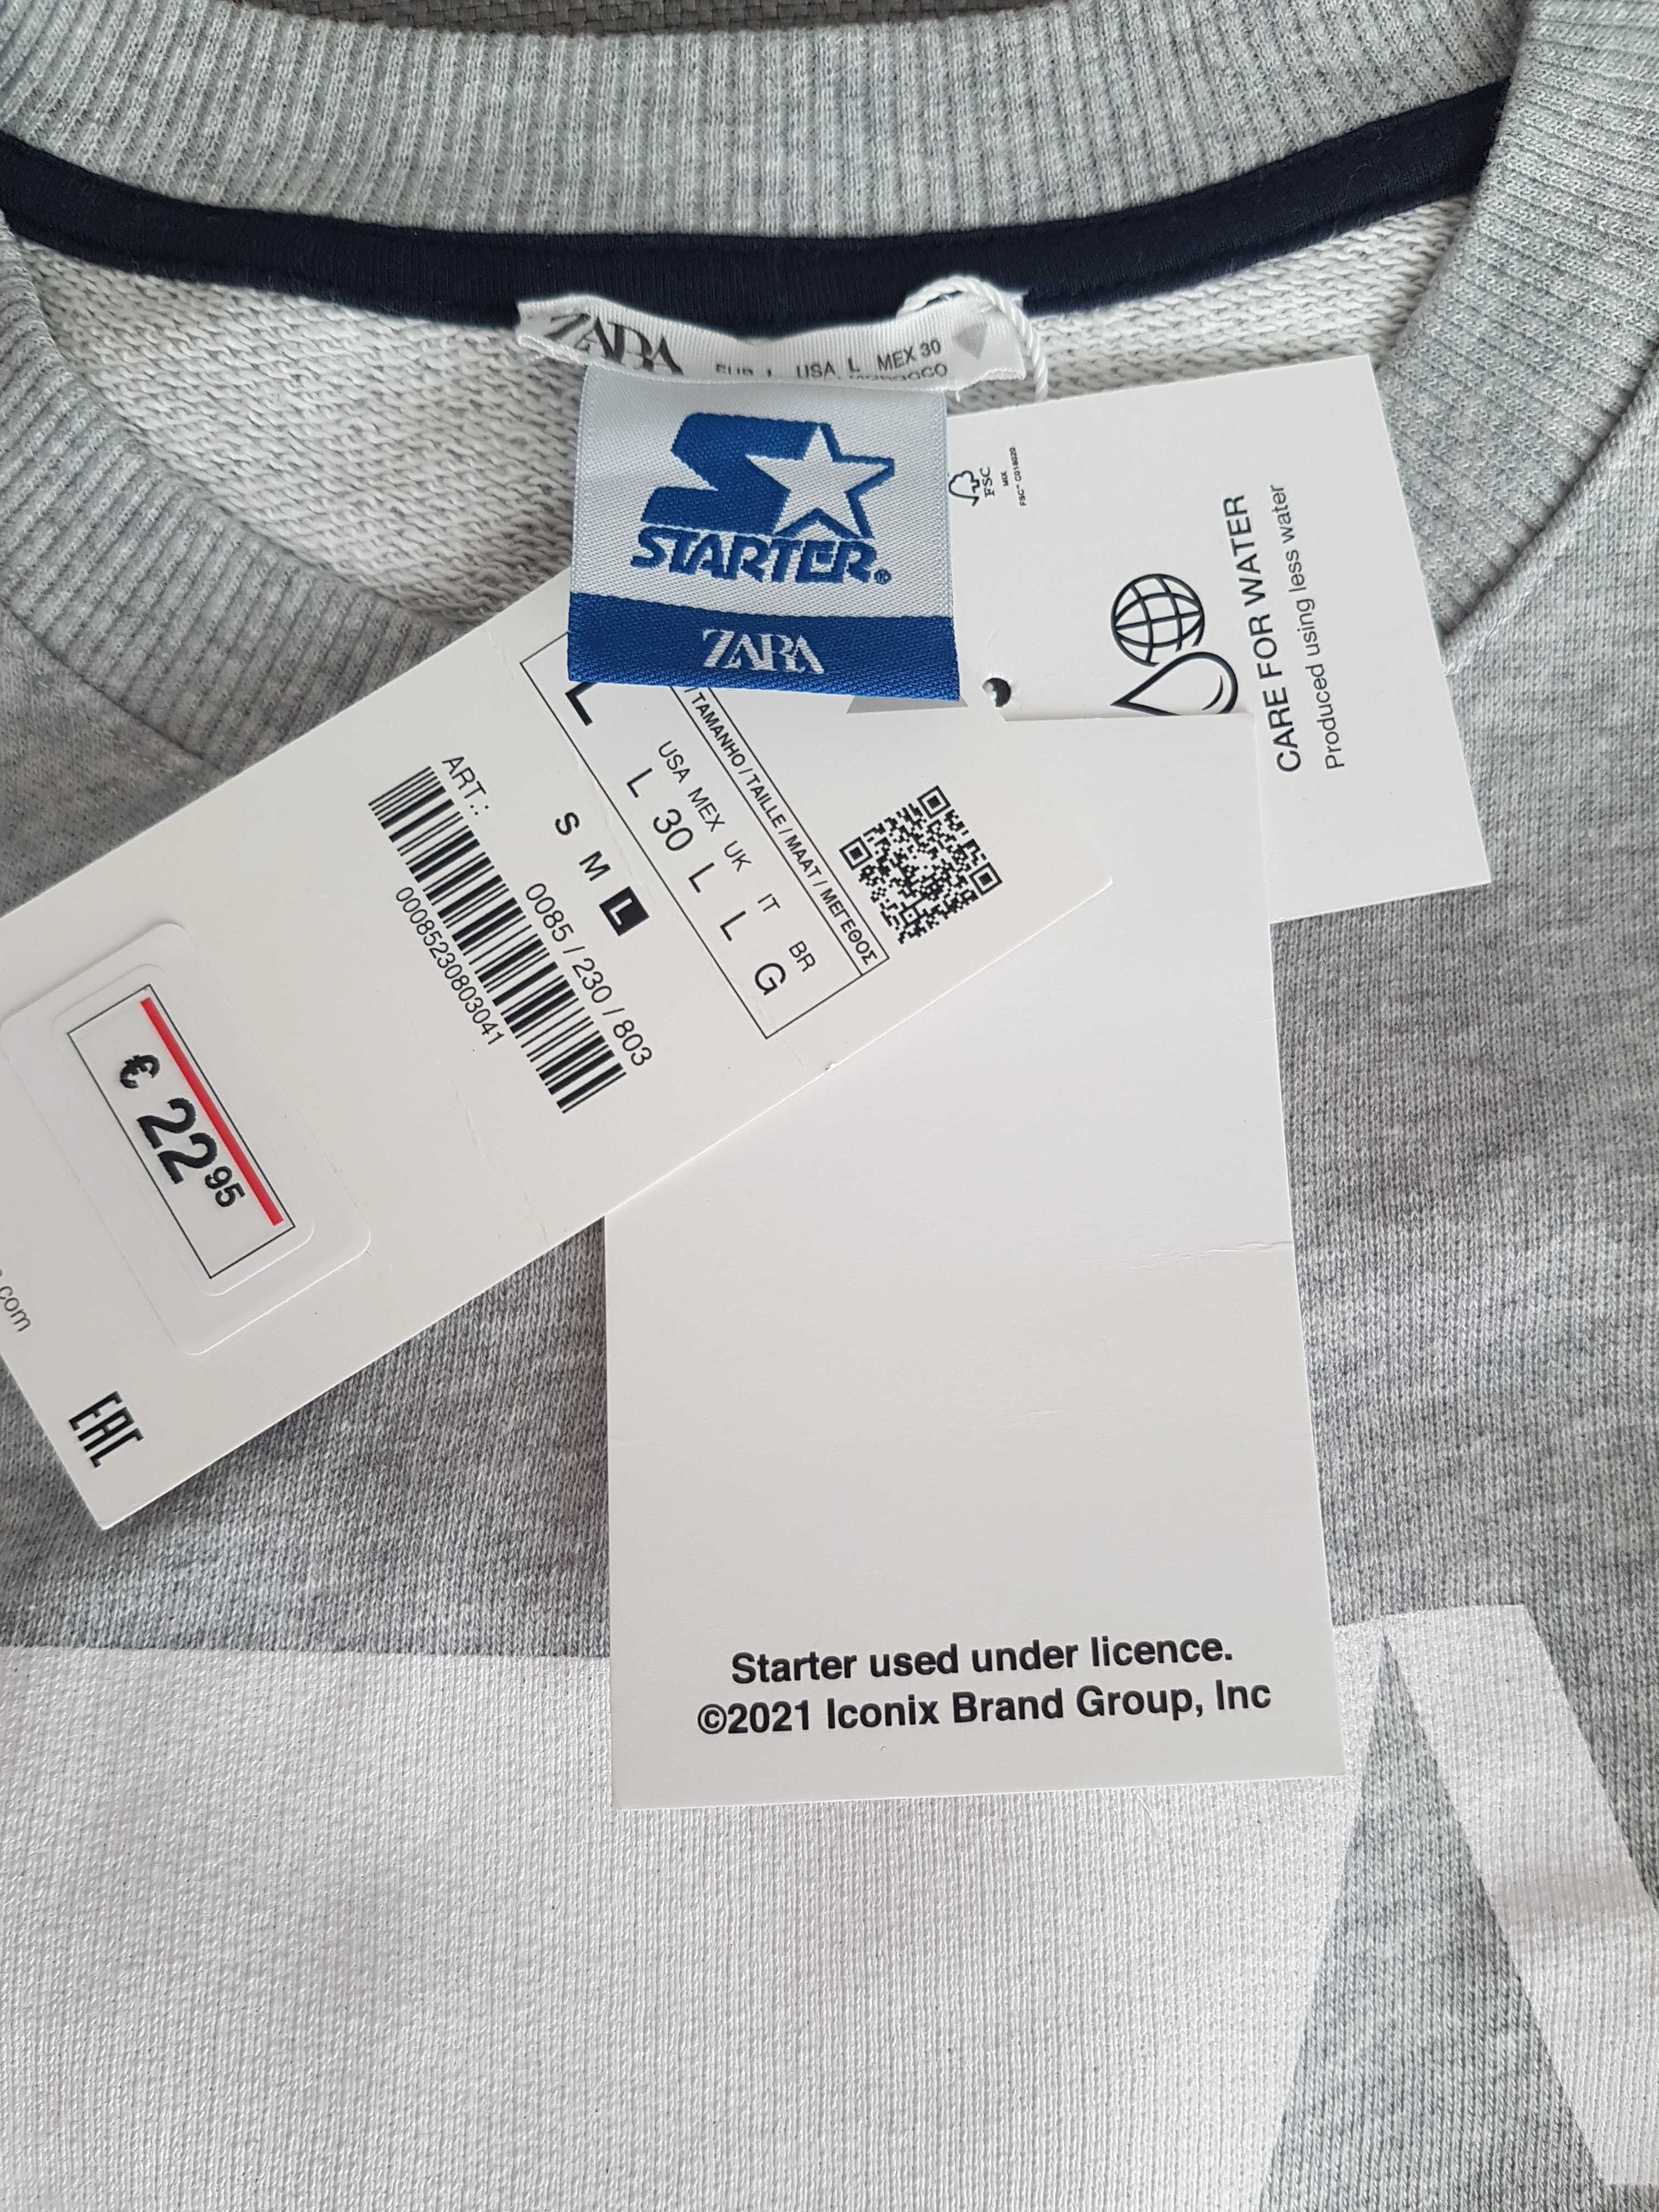 ZARA
USA L MEX 30
STARTER®
ZARA
FSC
MIX
CARE FOR WATER
Produced using less water
TAMANHO / TAILLE / MAAT / ΜΕΓΕΘΟΣ
USA MEX UK IT BR
L 30 L L G
L
S M L
ART.:
0085 / 230 / 803
00085230803041
€ 22 95
.com
EAC
Starter used under licence.
©2021 Iconix Brand Group, Inc